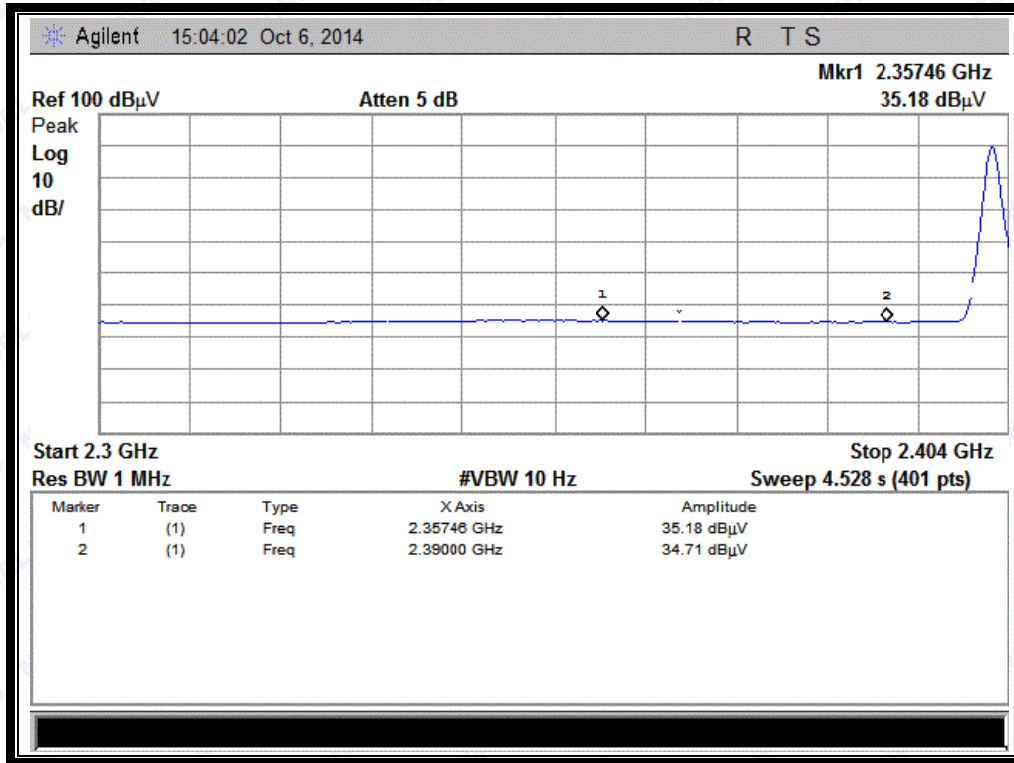 Agilent 15:04:02 Oct 6, 2014 R T S
Mkr1 2.35746 GHz
Ref 100 dBµV Atten 5 dB 35.18 dBµV
Peak
Log
10
dB/
1
2
Start 2.3 GHz Stop 2.404 GHz
Res BW 1 MHz #VBW 10 Hz Sweep 4.528 s (401 pts)
Marker Trace Type X Axis Amplitude
1 (1) Freq 2.35746 GHz 35.18 dBµV
2 (1) Freq 2.39000 GHz 34.71 dBµV